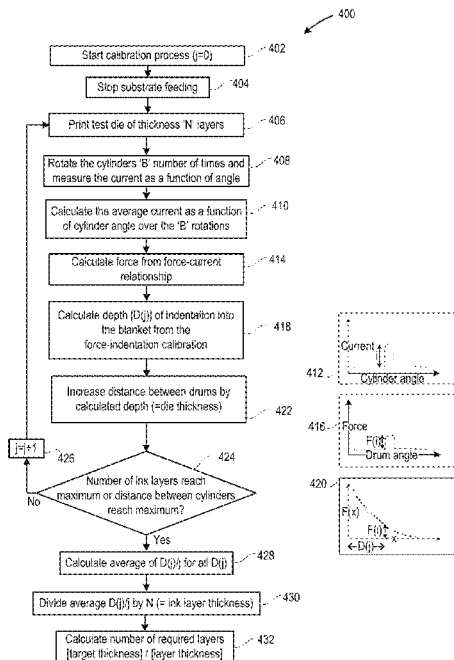 400
Start calibration process (j=0)
402
Stop substrate feeding
404
Print test die of thickness 'N' layers
406
Rotate the cylinders 'B' number of times and
measure the current as a function of angle
408
Calculate the average current as a function
of cylinder angle over the 'B' rotations
410
Calculate force from force-current
relationship
414
Calculate depth {D(j)} of indentaiton into
the blanket from the
force-indentation calibration
418
Increase distance between drums by
calculated depth (=die thickness)
422
j=j+1
426
424
Number of ink layers reach
maximum or distance between cylinders
reach maximum?
No
Yes
Calculate average of D(j)/j for all D(j)
428
Divide average D(j)/j by N (= ink layer thickness)
430
Calculate number of required layers
[target thickness] / [layer thickness]
432
Current
Cylinder angle
412
Force
F(j)
Drum angle
416
420
F(x)
F(j)
x
D(j)